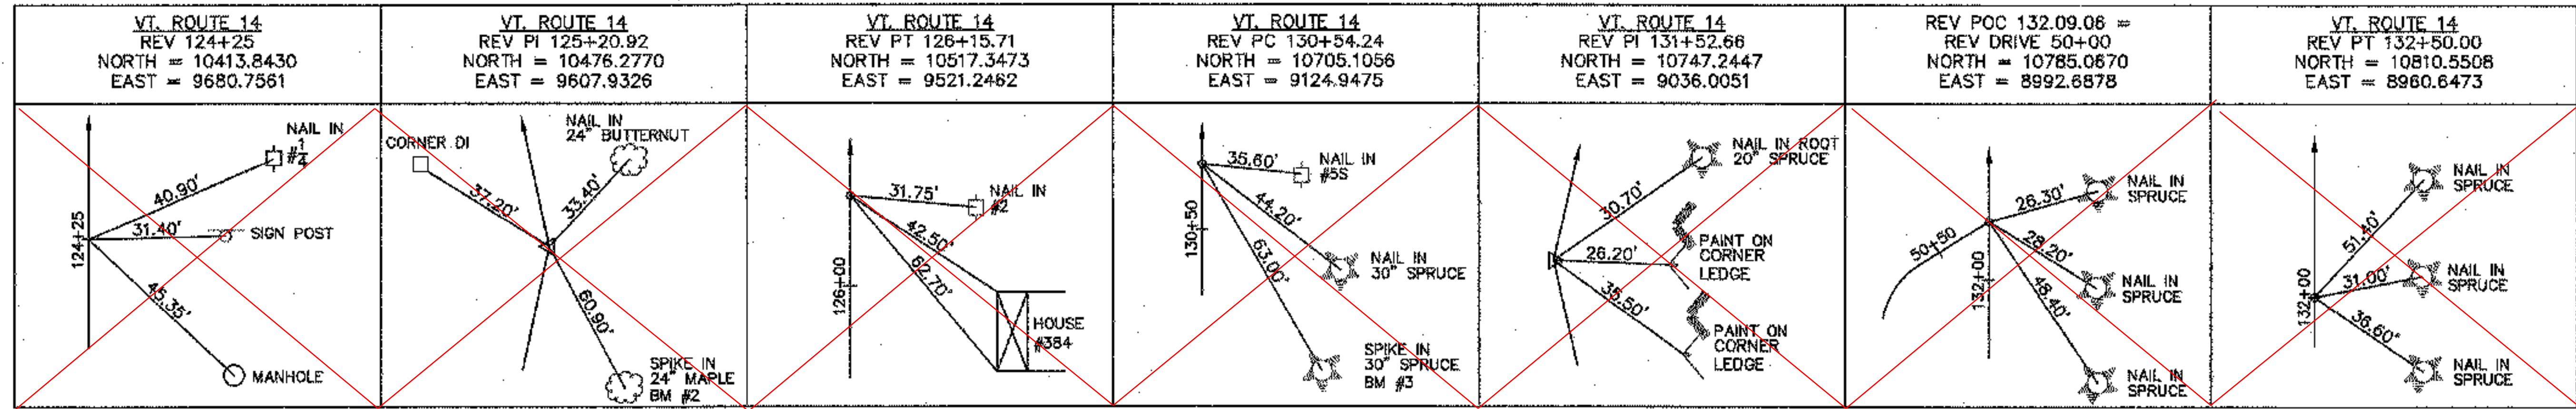 VT. ROUTE 14
REV 124+25
NORTH = 10413.8430
EAST = 9680.7561
NAIL IN
#1/4
40.90'
31.40'
SIGN POST
124+25
45.35'
MANHOLE
VT. ROUTE 14
REV PI 125+20.92
NORTH = 10476.2770
EAST = 9607.9326
NAIL IN
24" BUTTERNUT
CORNER DI
37.20'
33.40'
60.90'
SPIKE IN
24" MAPLE
BM #2
VT. ROUTE 14
REV PT 126+15.71
NORTH = 10517.3473
EAST = 9521.2462
31.75'
NAIL IN
#2
42.50'
62.70'
126+00
HOUSE
#384
VT. ROUTE 14
REV PC 130+54.24
NORTH = 10705.1056
EAST = 9124.9475
35.60'
NAIL IN
#5S
44.20'
130+50
63.00'
NAIL IN
30" SPRUCE
SPIKE IN
30" SPRUCE
BM #3
VT. ROUTE 14
REV PI 131+52.66
NORTH = 10747.2447
EAST = 9036.0051
NAIL IN ROOT
20" SPRUCE
30.70'
26.20'
PAINT ON
CORNER
LEDGE
35.50'
PAINT ON
CORNER
LEDGE
REV POC 132.09.06 =
REV DRIVE 50+00
NORTH = 10785.0670
EAST = 8992.6878
26.30'
NAIL IN
SPRUCE
50+50
28.20'
132+00
48.40'
NAIL IN
SPRUCE
NAIL IN
SPRUCE
VT. ROUTE 14
REV PT 132+50.00
NORTH = 10810.5508
EAST = 8960.6473
NAIL IN
SPRUCE
51.40'
31.00'
NAIL IN
SPRUCE
132+00
36.60'
NAIL IN
SPRUCE